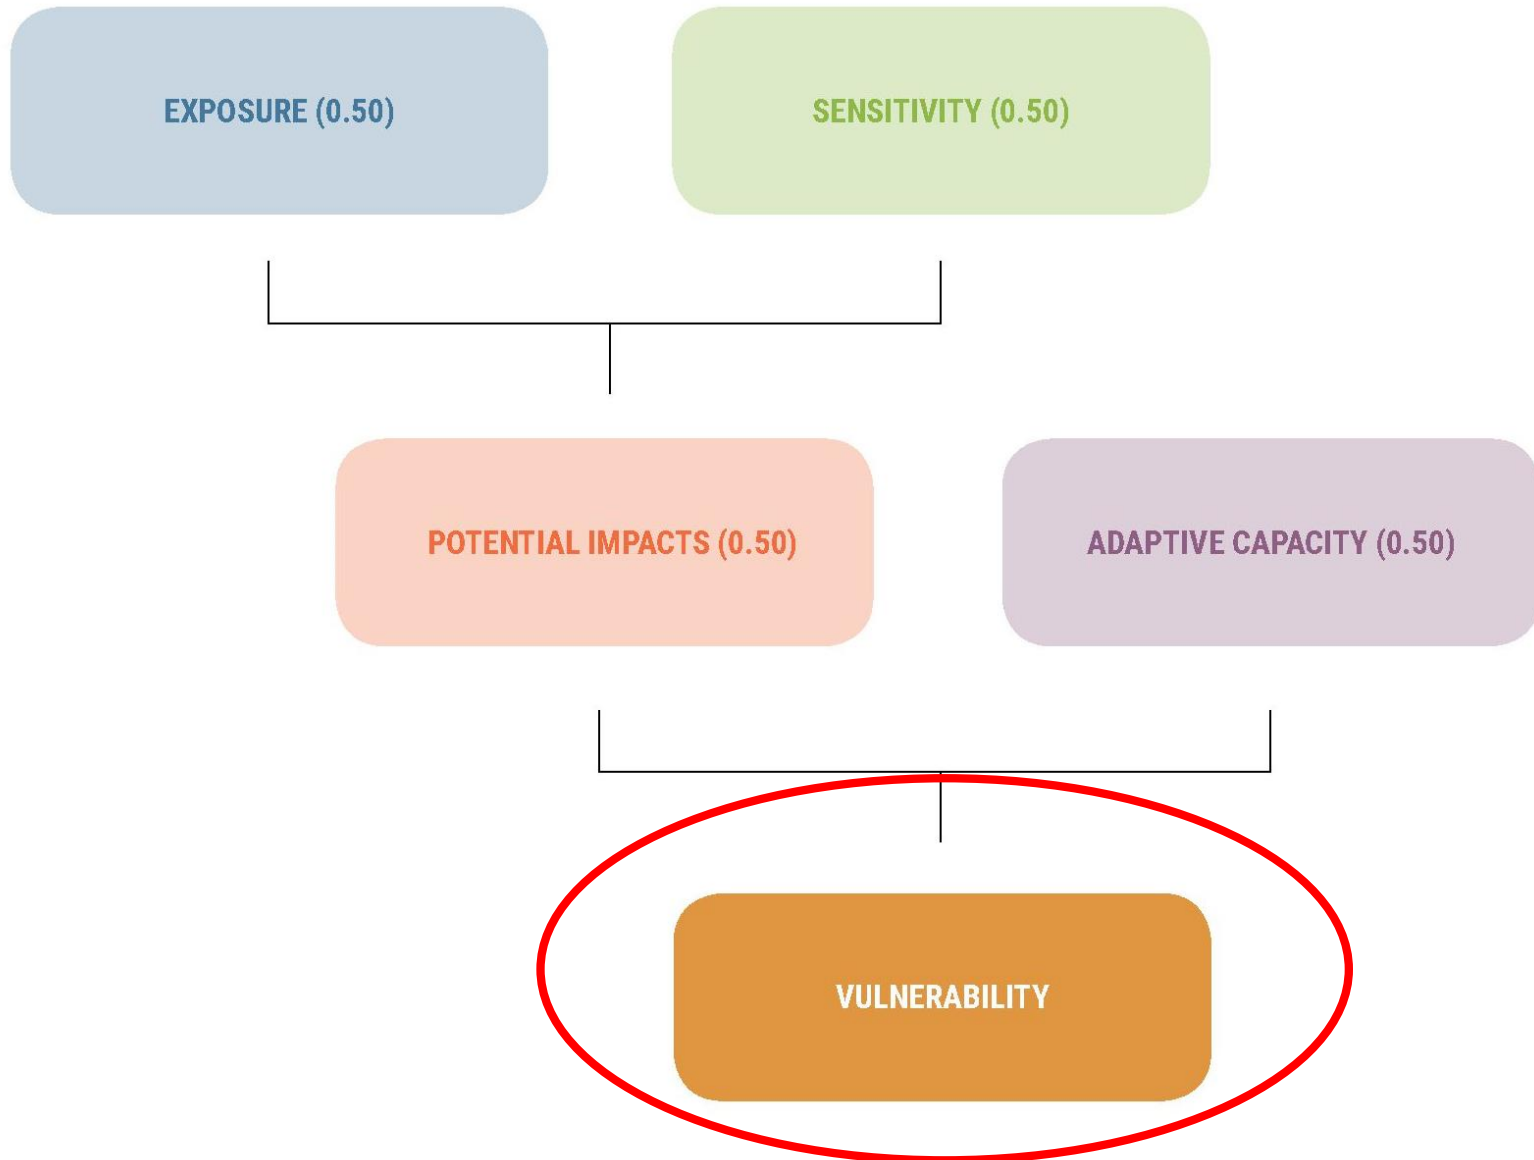 EXPOSURE (0.50)
SENSITIVITY (0.50)
POTENTIAL IMPACTS (0.50)
ADAPTIVE CAPACITY (0.50)
VULNERABILITY